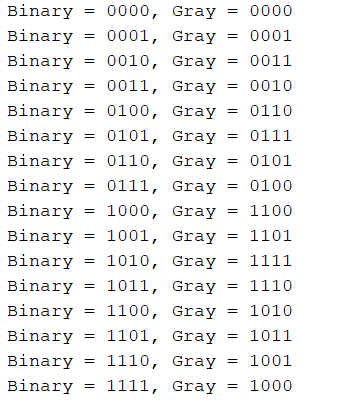 Binary = 0000, Gray = 0000
Binary = 0001, Gray = 0001
Binary = 0010, Gray = 0011
Binary = 0011, Gray = 0010
Binary = 0100, Gray = 0110
Binary = 0101, Gray = 0111
Binary = 0110, Gray = 0101
Binary = 0111, Gray = 0100
Binary = 1000, Gray = 1100
Binary = 1001, Gray = 1101
Binary = 1010, Gray = 1111
Binary = 1011, Gray = 1110
Binary = 1100, Gray = 1010
Binary = 1101, Gray = 1011
Binary = 1110, Gray = 1001
Binary = 1111, Gray = 1000